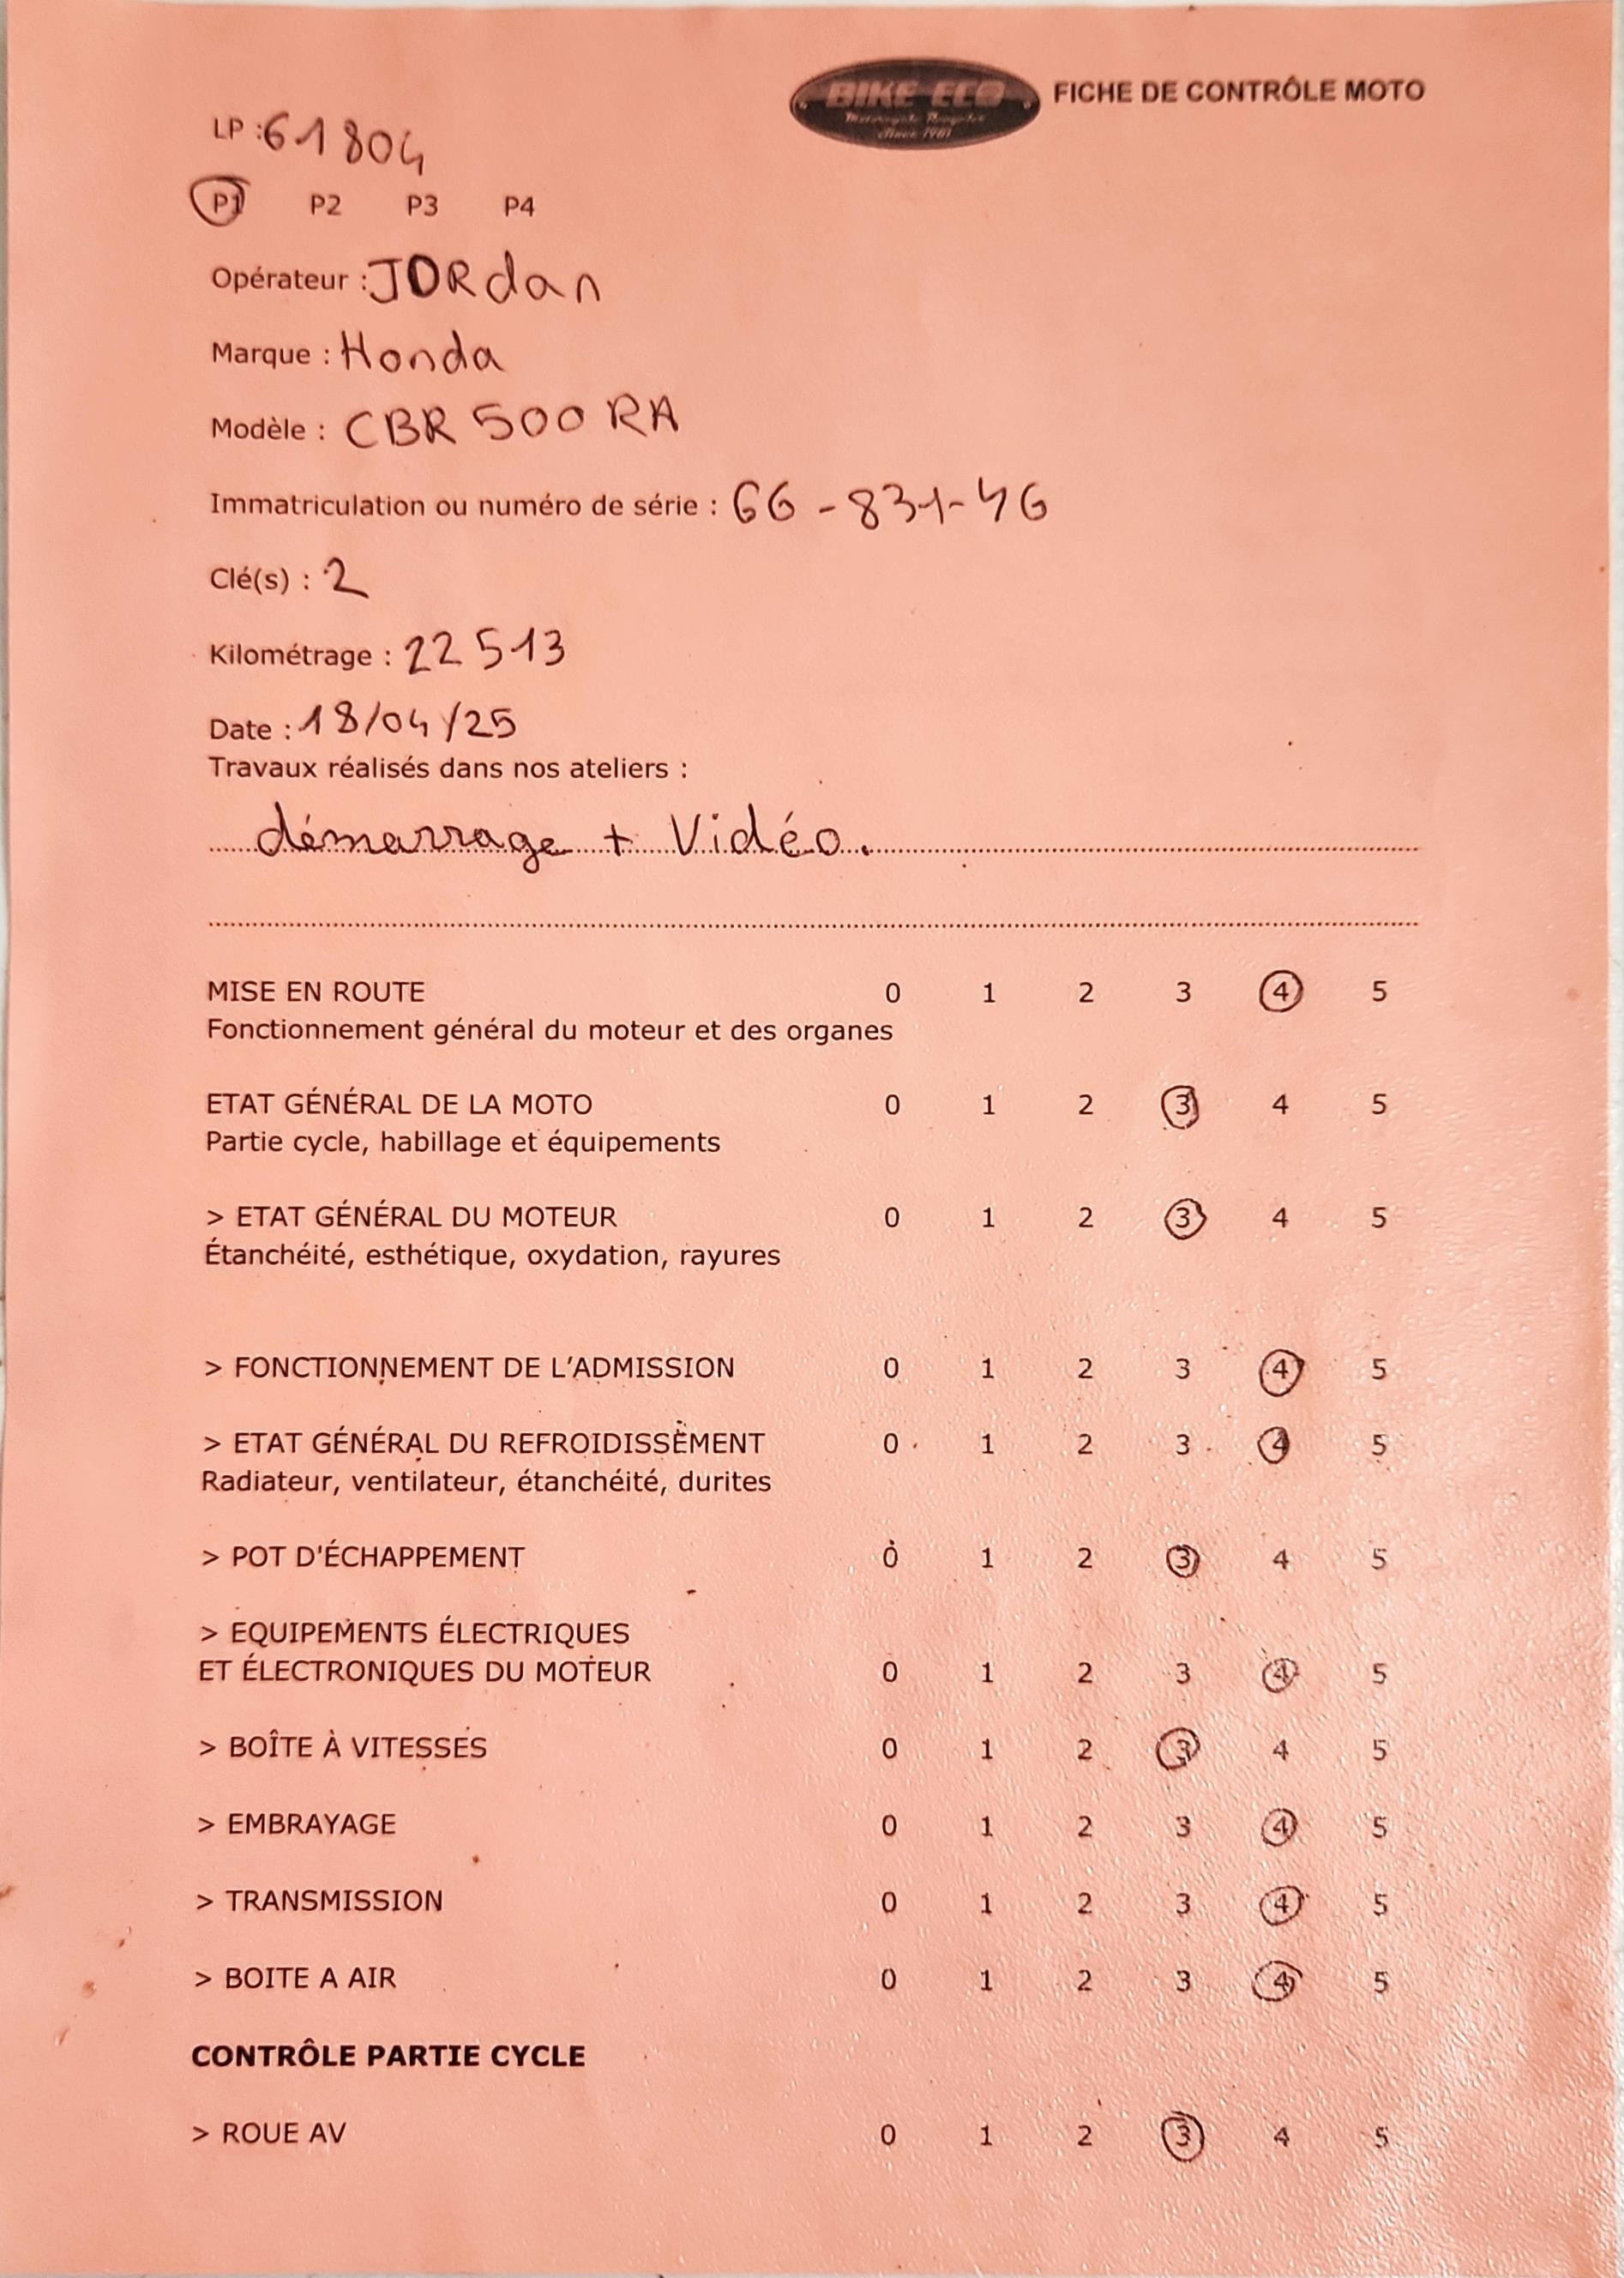 BIKE ECO
Motorcycle Recycler
Since 1981
FICHE DE CONTRÔLE MOTO
LP :61804
P1 P2 P3 P4
Opérateur :JORdan
Marque : Honda
Modèle : CBR 500 RA
Immatriculation ou numéro de série : GG-831-YG
Clé(s) : 2
Kilométrage : 22513
Date : 18/04/25
Travaux réalisés dans nos ateliers :
démarrage + Vidéo.
MISE EN ROUTE 0 1 2 3 4 5
Fonctionnement général du moteur et des organes
ETAT GÉNÉRAL DE LA MOTO 0 1 2 3 4 5
Partie cycle, habillage et équipements
> ETAT GÉNÉRAL DU MOTEUR 0 1 2 3 4 5
Étanchéité, esthétique, oxydation, rayures
> FONCTIONNEMENT DE L’ADMISSION 0 1 2 3 4 5
> ETAT GÉNÉRAL DU REFROIDISSEMENT 0 1 2 3 4 5
Radiateur, ventilateur, étanchéité, durites
> POT D'ÉCHAPPEMENT 0 1 2 3 4 5
> EQUIPEMENTS ÉLECTRIQUES
ET ÉLECTRONIQUES DU MOTEUR 0 1 2 3 4 5
> BOÎTE À VITESSES 0 1 2 3 4 5
> EMBRAYAGE 0 1 2 3 4 5
> TRANSMISSION 0 1 2 3 4 5
> BOITE A AIR 0 1 2 3 4 5
CONTRÔLE PARTIE CYCLE
> ROUE AV 0 1 2 3 4 5